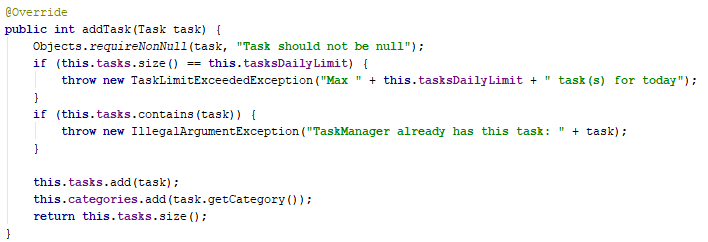 @Override
public int addTask(Task task) {
Objects.requireNonNull(task, "Task should not be null");
if (this.tasks.size() == this.tasksDailyLimit) {
throw new TaskLimitExceededException("Max " + this.tasksDailyLimit + " task(s) for today");
}
if (this.tasks.contains(task)) {
throw new IllegalArgumentException("TaskManager already has this task: " + task);
}
this.tasks.add(task);
this.categories.add(task.getCategory());
return this.tasks.size();
}